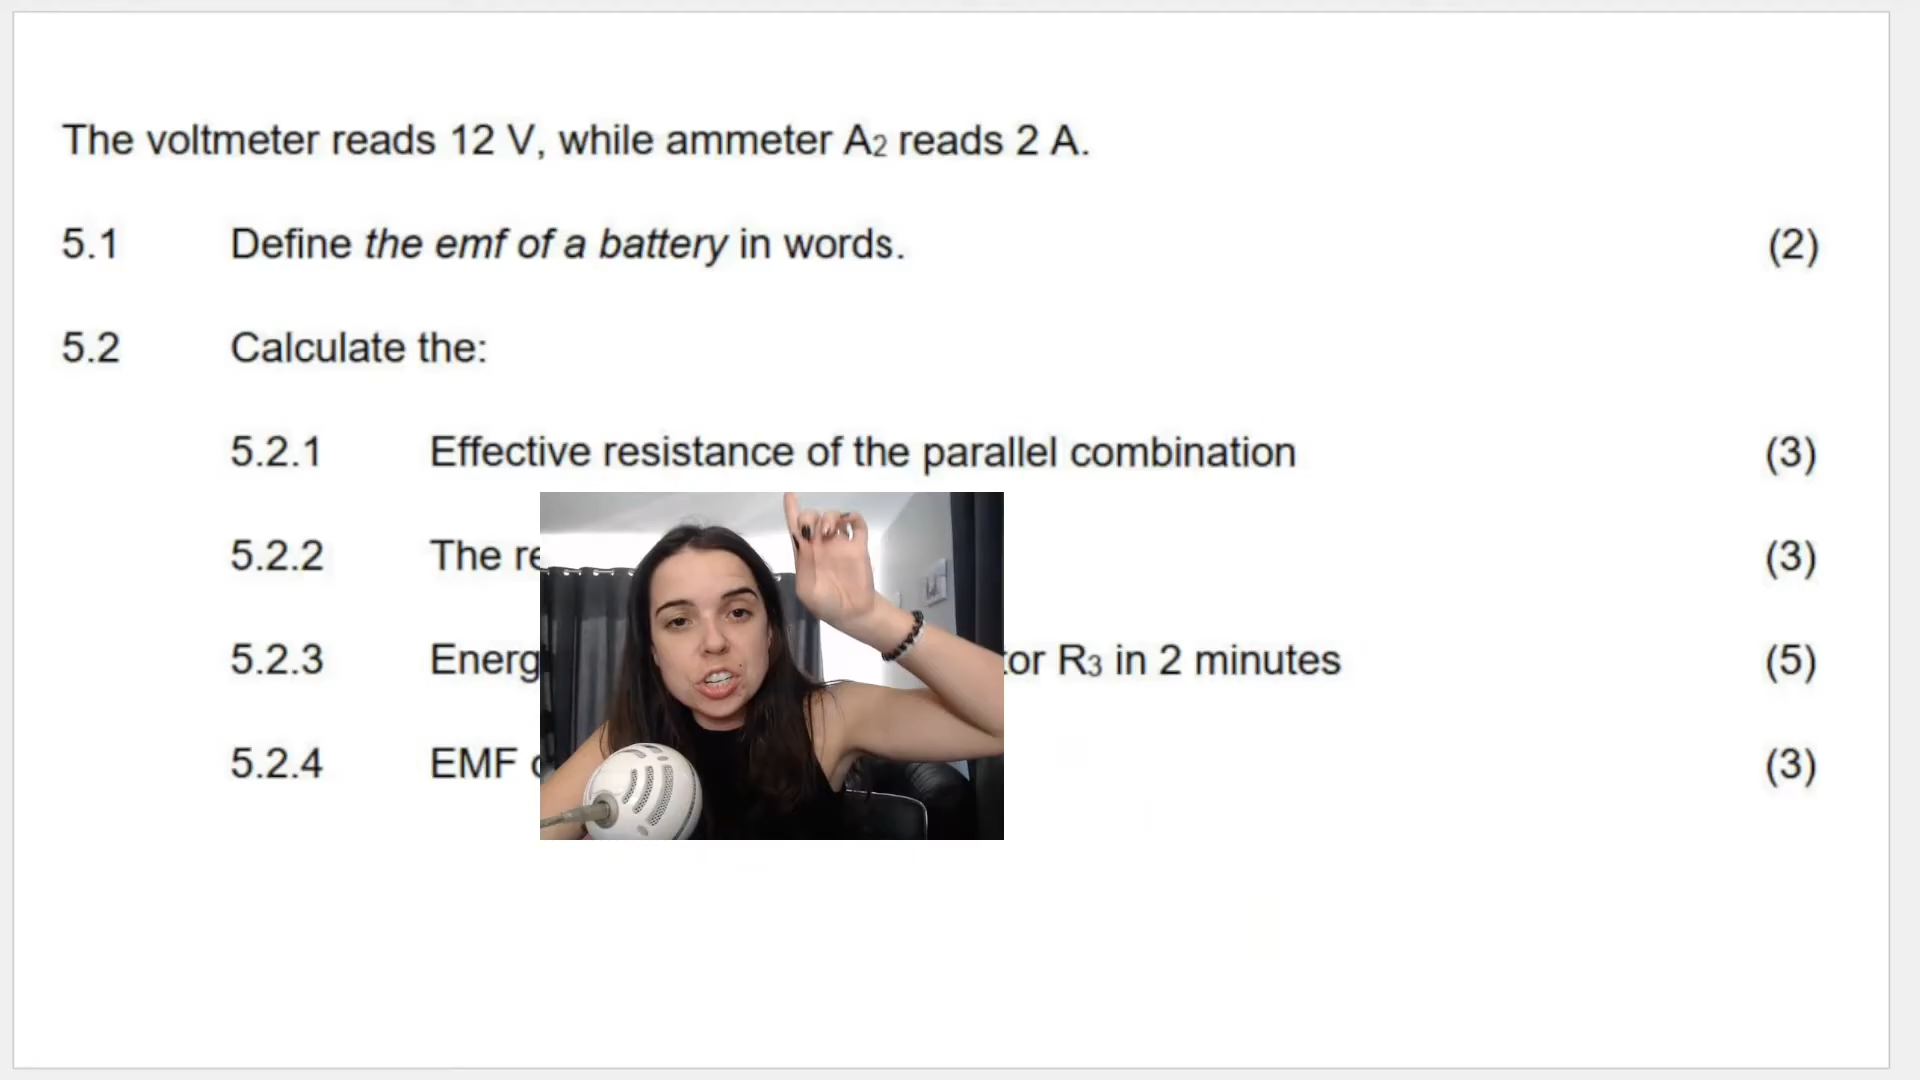 The voltmeter reads 12 V, while ammeter A₂ reads 2 A.
5.1 Define the emf of a battery in words. (2)
5.2 Calculate the:
5.2.1 Effective resistance of the parallel combination (3)
5.2.2 The (3)
5.2.3 R₃ in 2 minutes (5)
5.2.4 EMF (3)